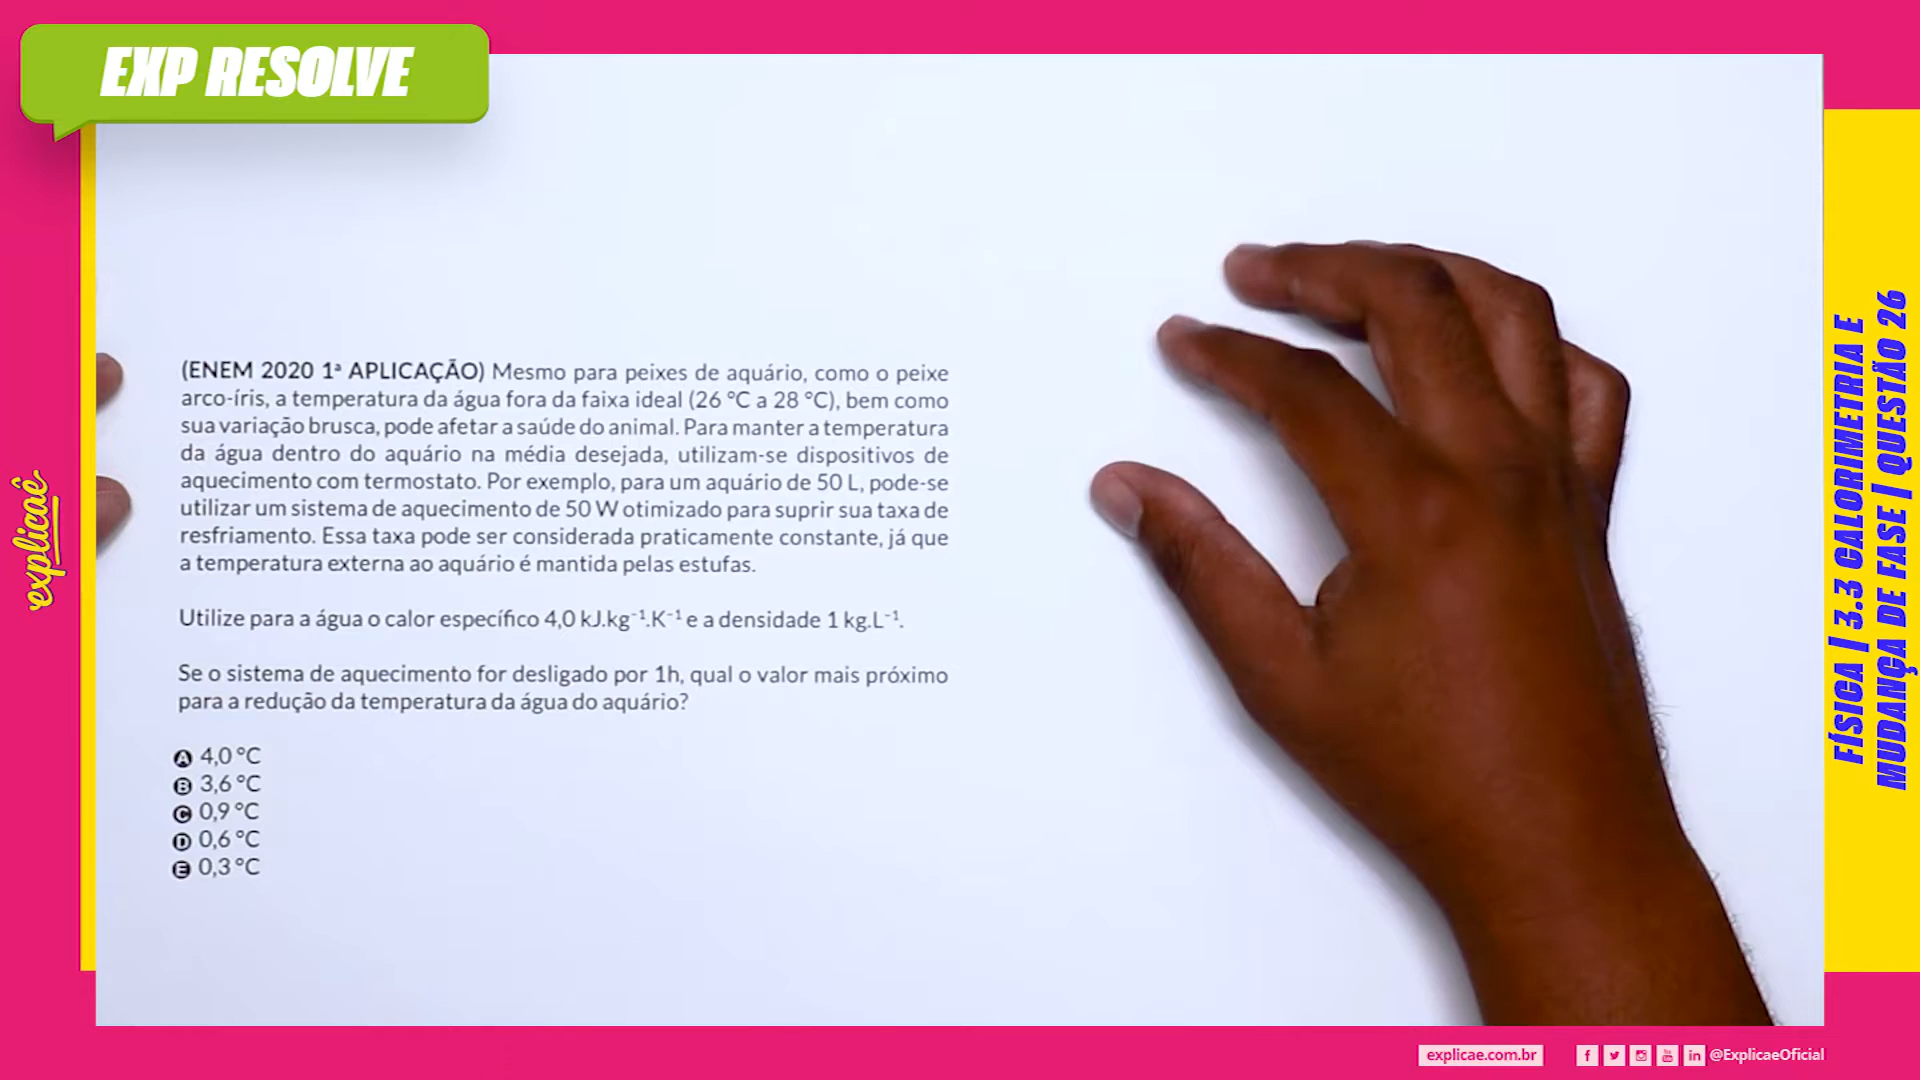 EXP RESOLVE
(ENEM 2020 1ª APLICAÇÃO) Mesmo para peixes de aquário, como o peixe
arco-íris, a temperatura da água fora da faixa ideal (26 °C a 28 °C), bem como
sua variação brusca, pode afetar a saúde do animal. Para manter a temperatura
da água dentro do aquário na média desejada, utilizam-se dispositivos de
aquecimento com termostato. Por exemplo, para um aquário de 50 L, pode-se
utilizar um sistema de aquecimento de 50 W otimizado para suprir sua taxa de
resfriamento. Essa taxa pode ser considerada praticamente constante, já que
a temperatura externa ao aquário é mantida pelas estufas.
Utilize para a água o calor específico 4,0 kJ.kg⁻¹.K⁻¹ e a densidade 1 kg.L⁻¹.
Se o sistema de aquecimento for desligado por 1h, qual o valor mais próximo
para a redução da temperatura da água do aquário?
A 4,0 °C
B 3,6 °C
C 0,9 °C
D 0,6 °C
E 0,3 °C
explicaê
FÍSICA | 3.3 CALORIMETRIA E
MUDANÇA DE FASE | QUESTÃO 26
explicae.com.br
@ExplicaeOficial